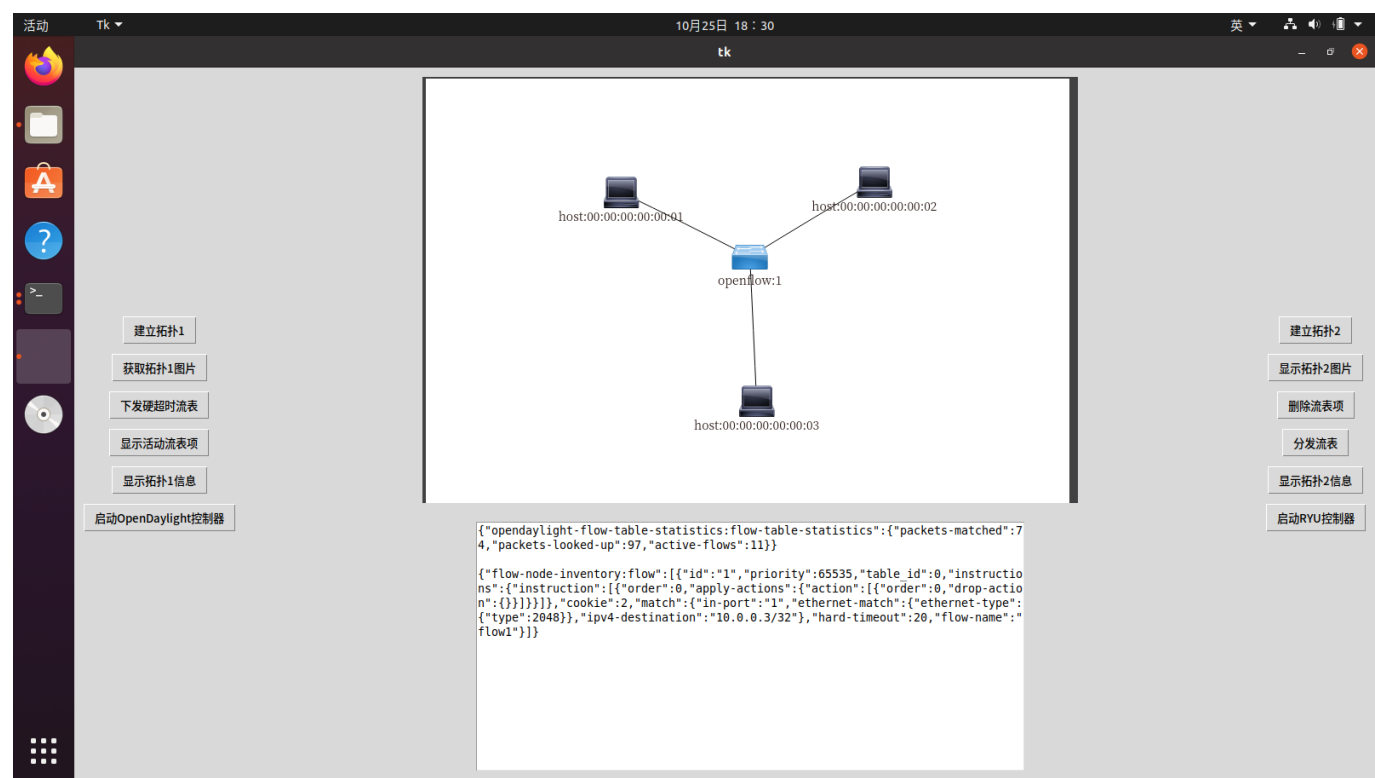 活动 Tk 10月25日 18：30 英
tk
host:00:00:00:00:00:01
host:00:00:00:00:00:02
openflow:1
host:00:00:00:00:00:03
建立拓扑1
获取拓扑1图片
下发硬超时流表
显示活动流表项
显示拓扑1信息
启动OpenDaylight控制器
{"opendaylight-flow-table-statistics:flow-table-statistics":{"packets-matched":7
4,"packets-looked-up":97,"active-flows":11}}
{"flow-node-inventory:flow":[{"id":"1","priority":65535,"table_id":0,"instructio
ns":{"instruction":[{"order":0,"apply-actions":{"action":[{"order":0,"drop-actio
n":{}}]}}]},"cookie":2,"match":{"in-port":"1","ethernet-match":{"ethernet-type":
{"type":2048}},"ipv4-destination":"10.0.0.3/32"},"hard-timeout":20,"flow-name":"
flow1"}]}
建立拓扑2
显示拓扑2图片
删除流表项
分发流表
显示拓扑2信息
启动RYU控制器